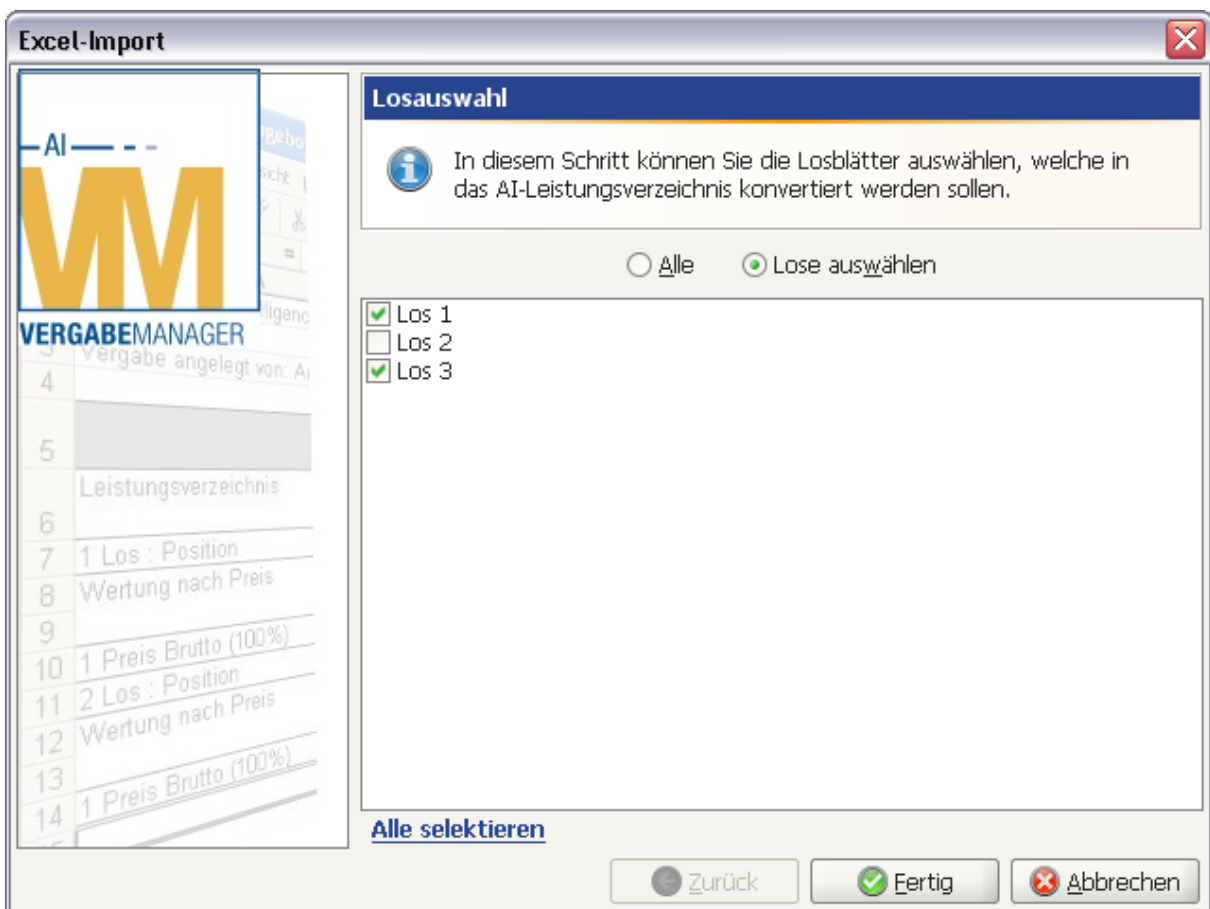 Excel-Import
AI
VM
VERGABEMANAGER
Vergabe angelegt von:
4
5
Leistungsverzeichnis
6
7 1 Los : Position
8 Wertung nach Preis
9
10 1 Preis Brutto (100%)
11 2 Los : Position
12 Wertung nach Preis
13
14 1 Preis Brutto (100%)
Losauswahl
In diesem Schritt können Sie die Losblätter auswählen, welche in
das AI-Leistungsverzeichnis konvertiert werden sollen.
Alle Lose auswählen
Los 1
Los 2
Los 3
Alle selektieren
Zurück Fertig Abbrechen